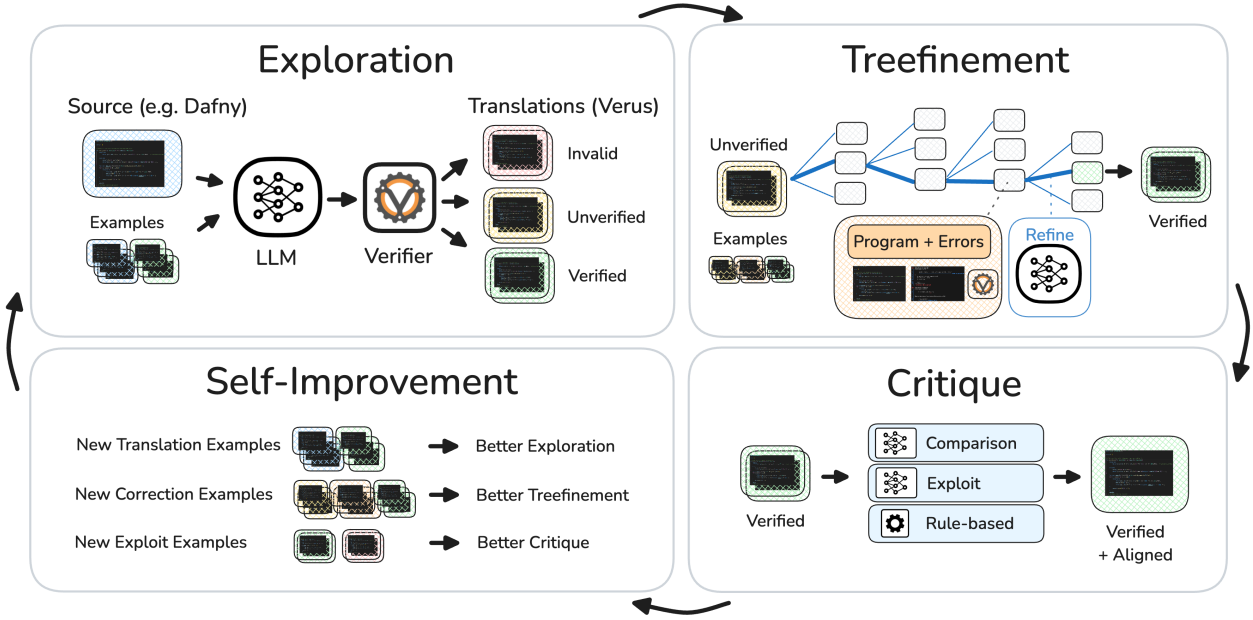 Exploration
Source (e.g. Dafny)
Translations (Verus)
Invalid
Unverified
Verified
Examples
LLM
Verifier
Treefinement
Unverified
Examples
Program + Errors
Refine
Verified
Self-Improvement
New Translation Examples
Better Exploration
New Correction Examples
Better Treefinement
New Exploit Examples
Better Critique
Critique
Verified
Comparison
Exploit
Rule-based
Verified
+ Aligned